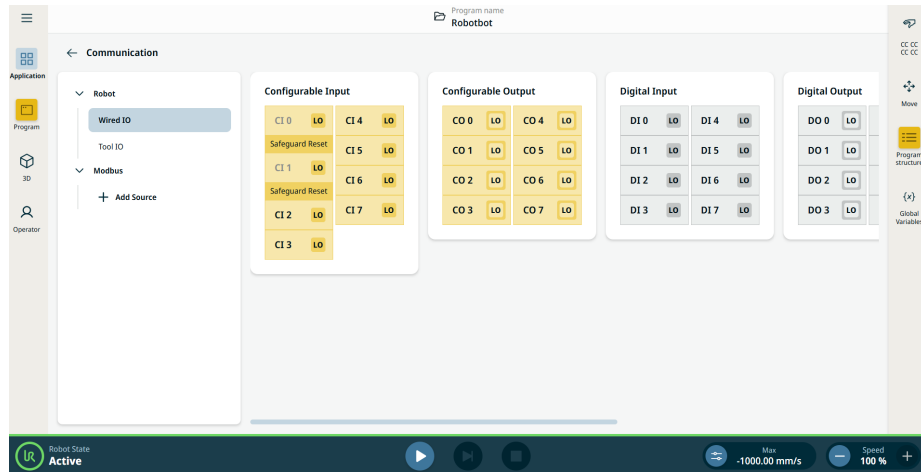 Program name
Robotbot
Application
Program
3D
Operator
Communication
Robot
Wired IO
Tool IO
Modbus
Add Source
Configurable Input
CI 0 LO CI 4 LO
Safeguard Reset
CI 5 LO
CI 1 LO
CI 6 LO
Safeguard Reset
CI 2 LO
CI 7 LO
CI 3 LO
Configurable Output
CO 0 LO CO 4 LO
CO 1 LO CO 5 LO
CO 2 LO CO 6 LO
CO 3 LO CO 7 LO
Digital Input
DI 0 LO DI 4 LO
DI 1 LO DI 5 LO
DI 2 LO DI 6 LO
DI 3 LO DI 7 LO
Digital Output
DO 0 LO
DO 1 LO
DO 2 LO
DO 3 LO
CC CC
CC CC
Move
Program
structure
{x}
Global
Variables
UR
Robot State
Active
Max
-1000.00 mm/s
Speed
100 %